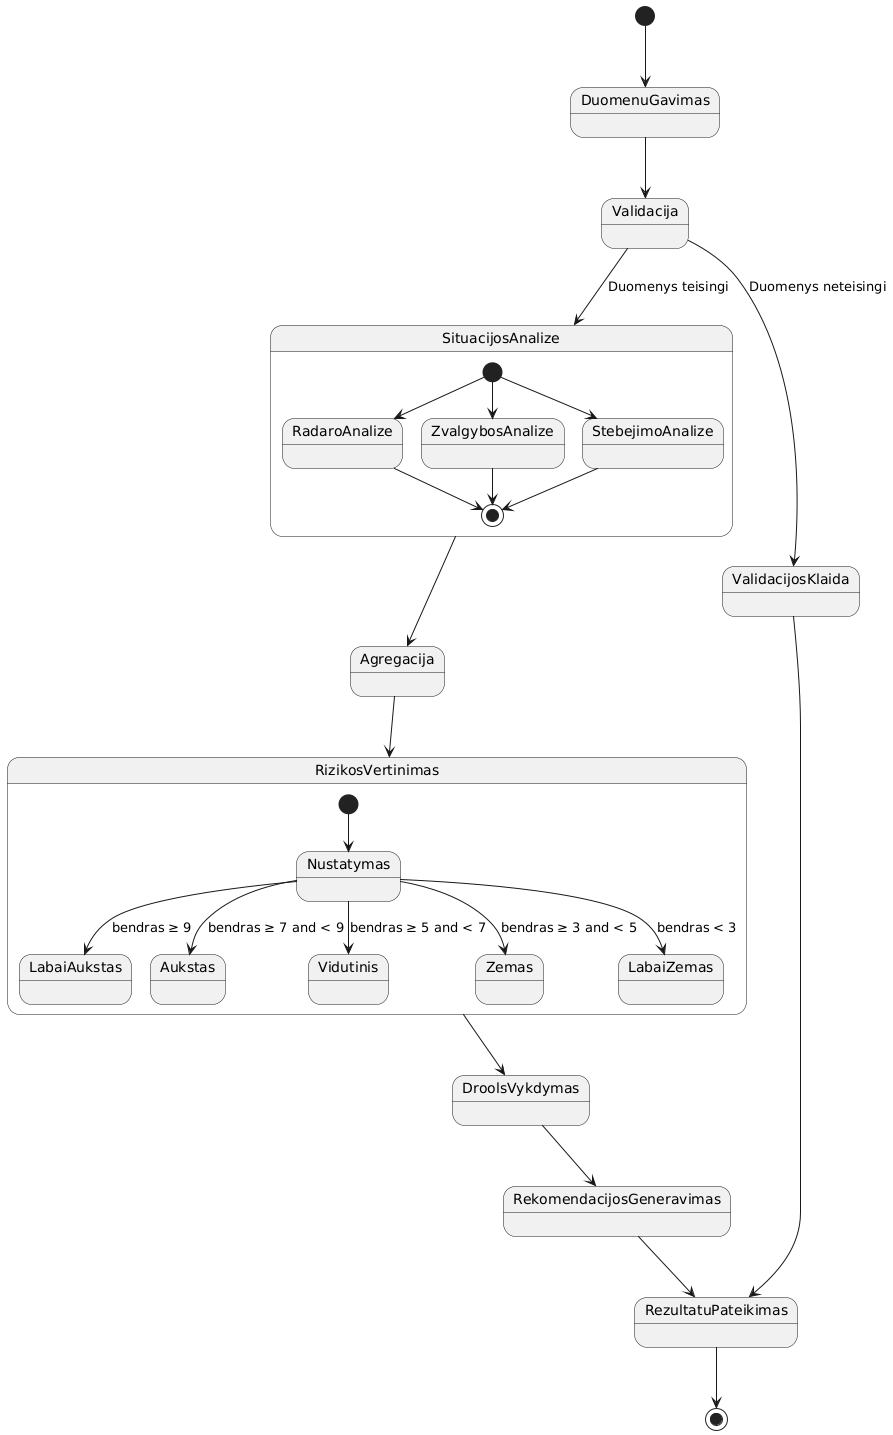 DuomenuGavimas
Validacija
Duomenys teisingi
Duomenys neteisingi
SituacijosAnalize
RadaroAnalize
ZvalgybosAnalize
StebejimoAnalize
ValidacijosKlaida
Agregacija
RizikosVertinimas
Nustatymas
bendras ≥ 9
bendras ≥ 7 and < 9
bendras ≥ 5 and < 7
bendras ≥ 3 and < 5
bendras < 3
LabaiAukstas
Aukstas
Vidutinis
Zemas
LabaiZemas
DroolsVykdymas
RekomendacijosGeneravimas
RezultatuPateikimas